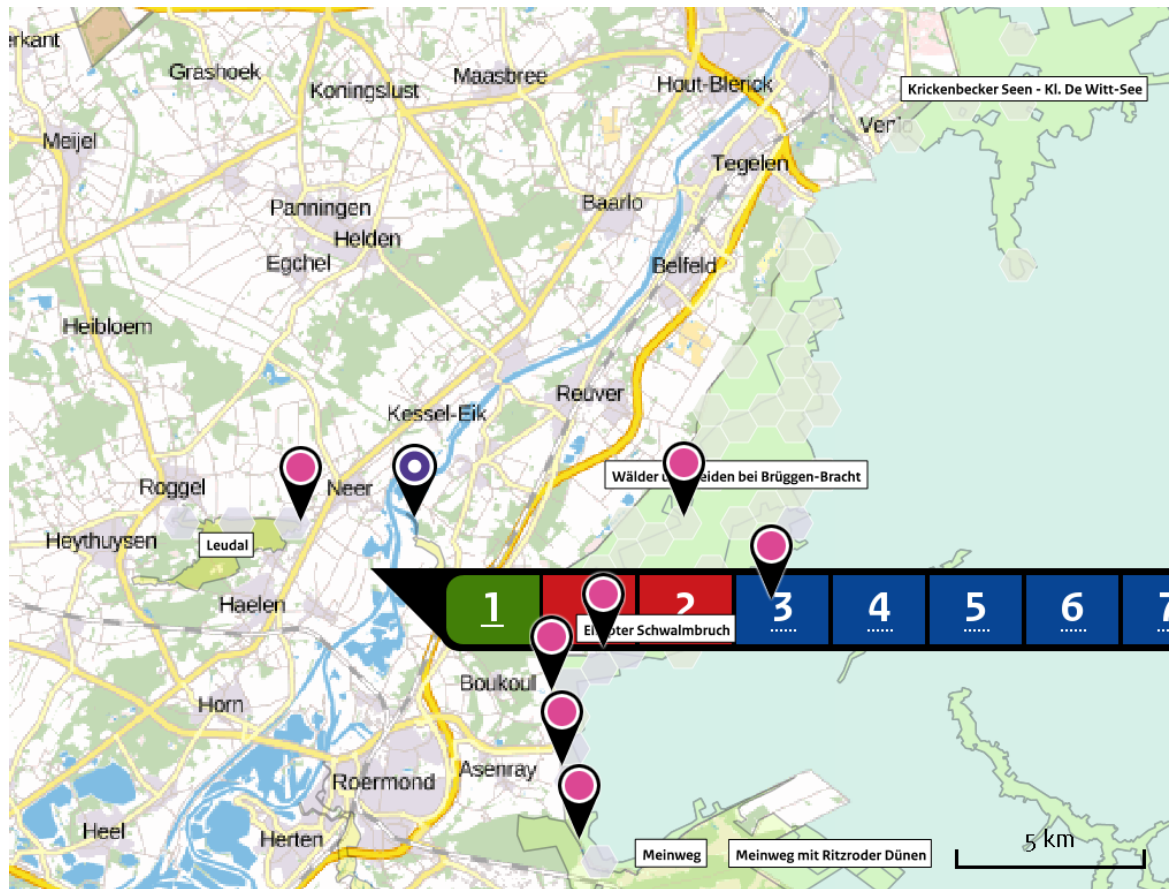 erkant
Grashoek
Koningslust
Maasbree
Hout-Blerick
Krickenbecker Seen - Kl. De Witt-See
Venlo
Meijel
Tegelen
Panningen
Baarlo
Helden
Egchel
Belfeld
Heibloem
Reuver
Kessel-Eik
Roggel
Neer
Heythuysen
Leudal
Haelen
1
2
3
4
5
6
7
Boukoul
Horn
Roermond
Asenray
Heel
Herten
Meinweg
Meinweg mit Ritzroder Dünen
5 km
Schwalmbruch
bei Brüggen-Bracht
Wälder